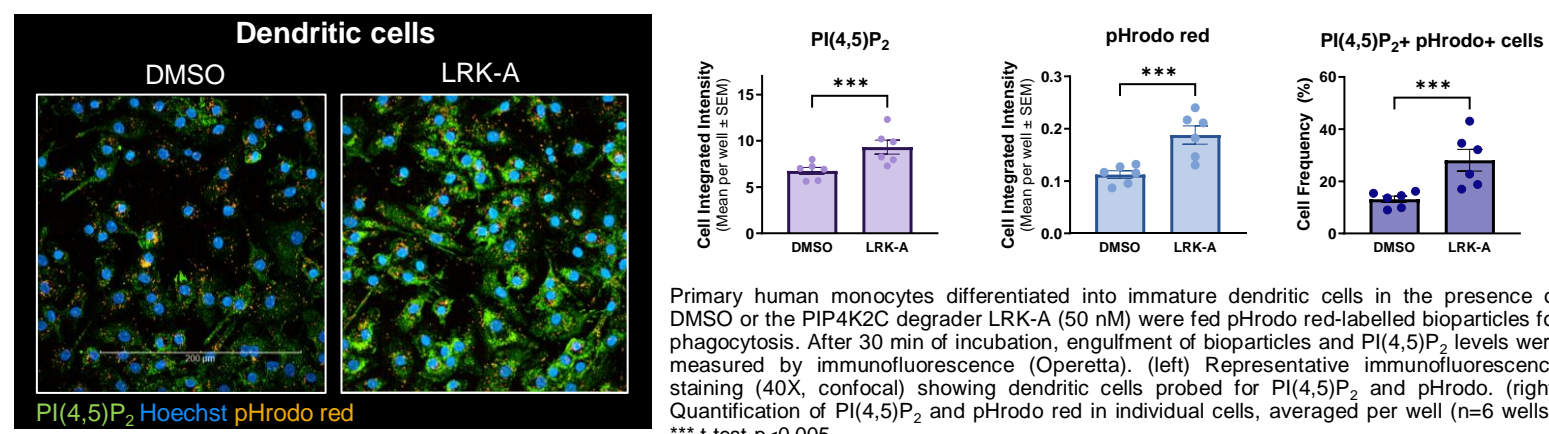 Dendritic cells
DMSO
LRK-A
200 µm
PI(4,5)P₂ Hoechst pHrodo red
PI(4,5)P₂
Cell Integrated Intensity
(Mean per well ± SEM)
15
10
5
0
***
DMSO
LRK-A
pHrodo red
Cell Integrated Intensity
(Mean per well ± SEM)
0.3
0.2
0.1
0.0
***
DMSO
LRK-A
PI(4,5)P₂+ pHrodo+ cells
Cell Frequency (%)
60
40
20
0
***
DMSO
LRK-A
Primary human monocytes differentiated into immature dendritic cells in the presence
DMSO or the PIP4K2C degrader LRK-A (50 nM) were fed pHrodo red-labelled bioparticles
phagocytosis. After 30 min of incubation, engulfment of bioparticles and PI(4,5)P₂ levels
measured by immunofluorescence (Operetta). (left) Representative
staining (40X, confocal) showing dendritic cells probed for PI(4,5)P₂ and pHrodo.
Quantification of PI(4,5)P₂ and pHrodo red in individual cells, averaged per well (n=6 wells
*** t-test p<0.005